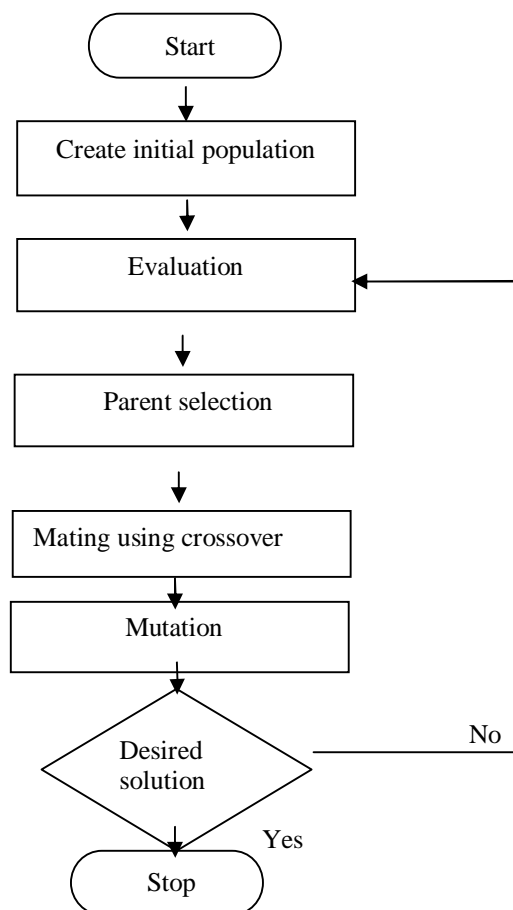 Start
Create initial population
Evaluation
Parent selection
Mating using crossover
Mutation
Desired
solution
No
Yes
Stop